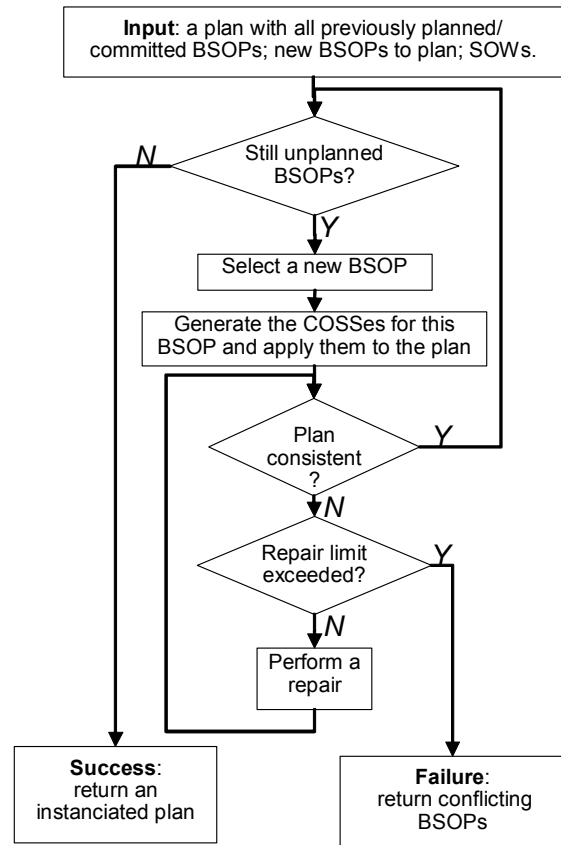 Input: a plan with all previously planned/
committed BSOPs; new BSOPs to plan; SOWs.
N
Still unplanned
BSOPs?
Y
Select a new BSOP
Generate the COSSes for this
BSOP and apply them to the plan
Plan
consistent
?
Y
N
Repair limit
exceeded?
Y
N
Perform a
repair
Success:
return an
instanciated plan
Failure:
return conflicting
BSOPs